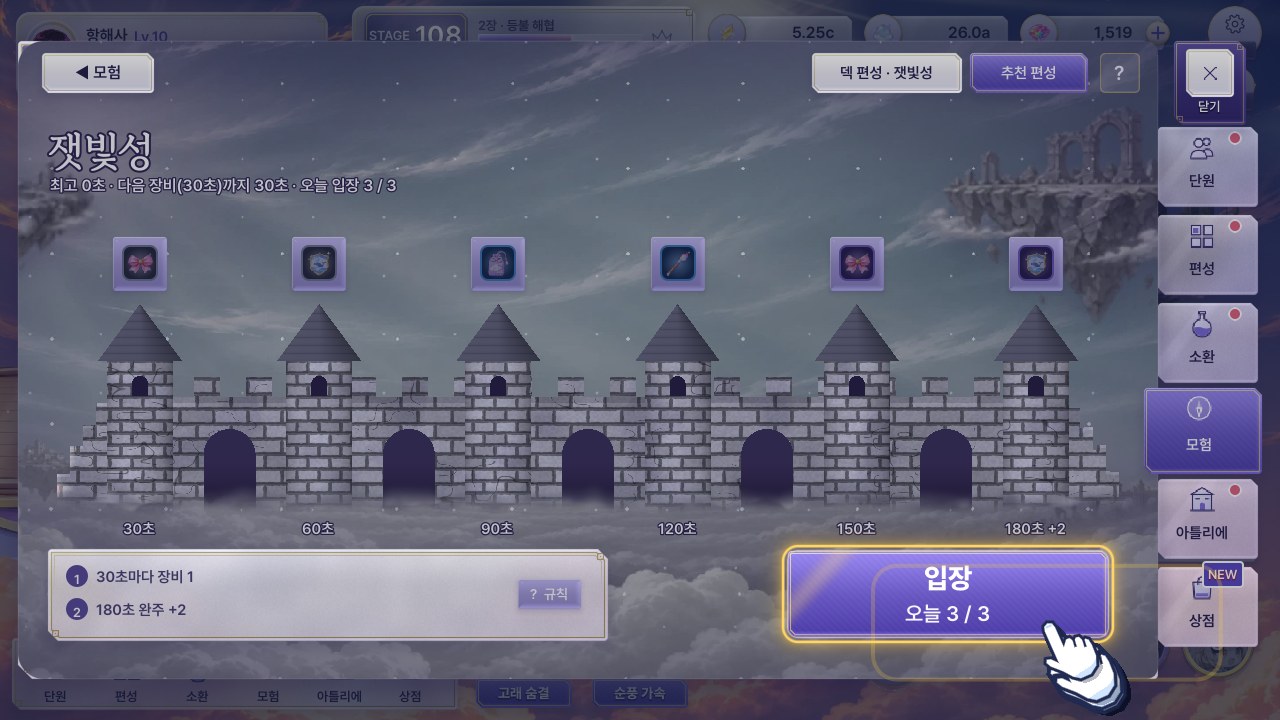 항해사 Lv.10
STAGE 108
2장 · 등불 해협
5.25c
26.0a
1,519
◀ 모험
덱 편성 · 잿빛성
추천 편성
?
닫기
잿빛성
최고 0초 · 다음 장비(30초)까지 30초 · 오늘 입장 3 / 3
단원
편성
소환
모험
아틀리에
NEW
상점
30초
60초
90초
120초
150초
180초 +2
1 30초마다 장비 1
2 180초 완주 +2
? 규칙
입장
오늘 3 / 3
단원
편성
소환
모험
아틀리에
상점
고래 숨결
순풍 가속